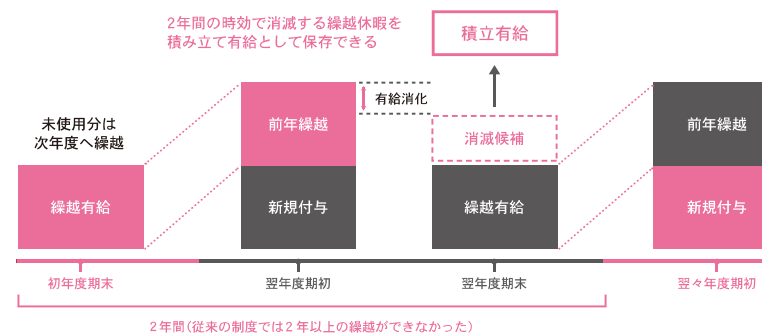 2年間の時効で消滅する繰越休暇を
積み立て有給として保存できる
積立有給
有給消化
未使用分は
次年度へ繰越
前年繰越
消滅候補
前年繰越
繰越有給
新規付与
繰越有給
新規付与
初年度期末
翌年度期初
翌年度期末
翌々年度期初
2年間(従来の制度では2年以上の繰越ができなかった)